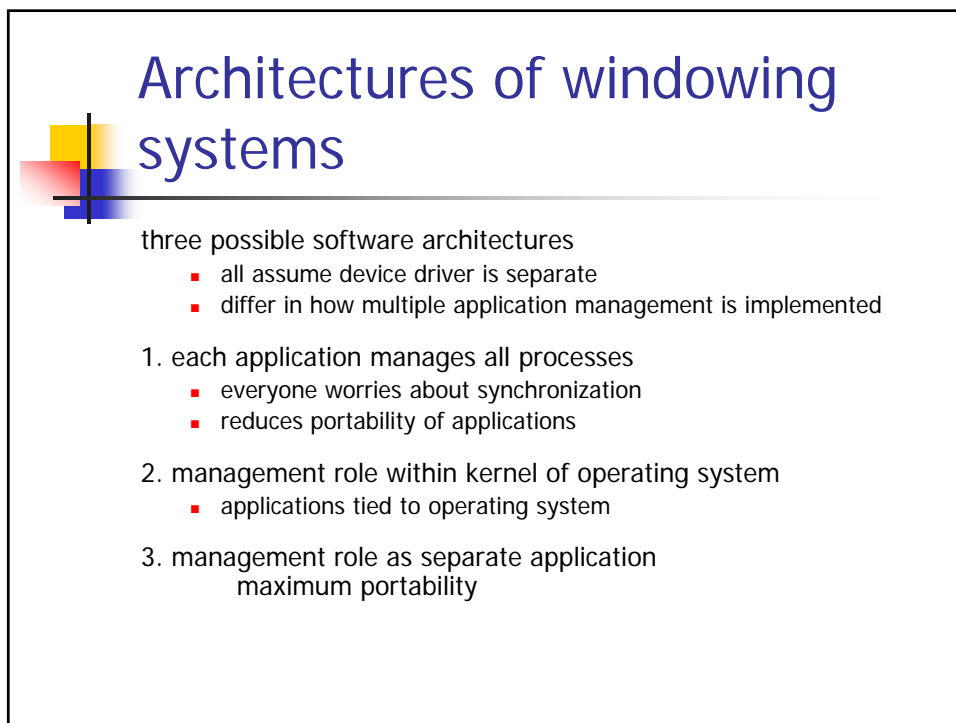 Architectures of windowing
systems
three possible software architectures
▪ all assume device driver is separate
▪ differ in how multiple application management is implemented
1. each application manages all processes
▪ everyone worries about synchronization
▪ reduces portability of applications
2. management role within kernel of operating system
▪ applications tied to operating system
3. management role as separate application
maximum portability